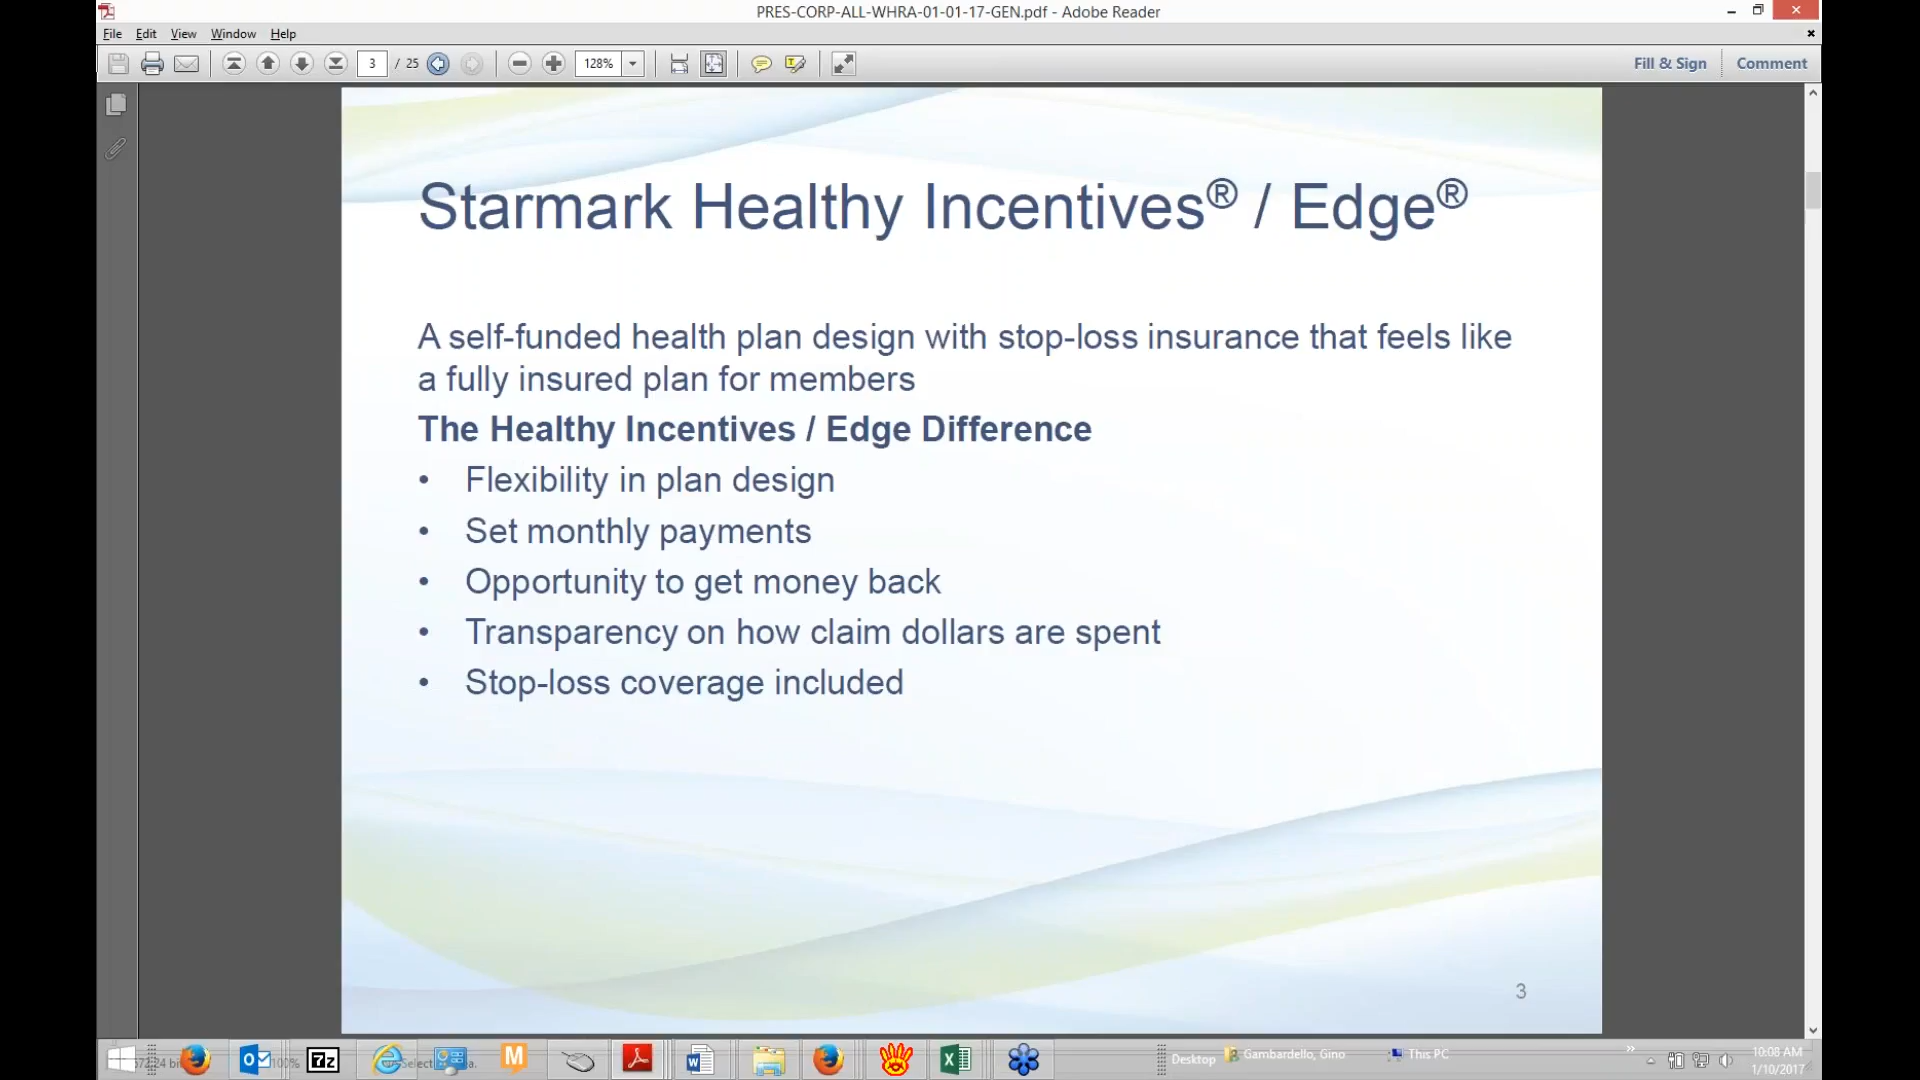 PRES-CORP-ALL-WHRA-01-01-17-GEN.pdf - Adobe Reader
File Edit View Window Help
3 / 25 128% Fill & Sign Comment
Starmark Healthy Incentives® / Edge®
A self-funded health plan design with stop-loss insurance that feels like
a fully insured plan for members
The Healthy Incentives / Edge Difference
• Flexibility in plan design
• Set monthly payments
• Opportunity to get money back
• Transparency on how claim dollars are spent
• Stop-loss coverage included
3
Desktop Gambardello, Gino This PC
10:08 AM
1/10/2017